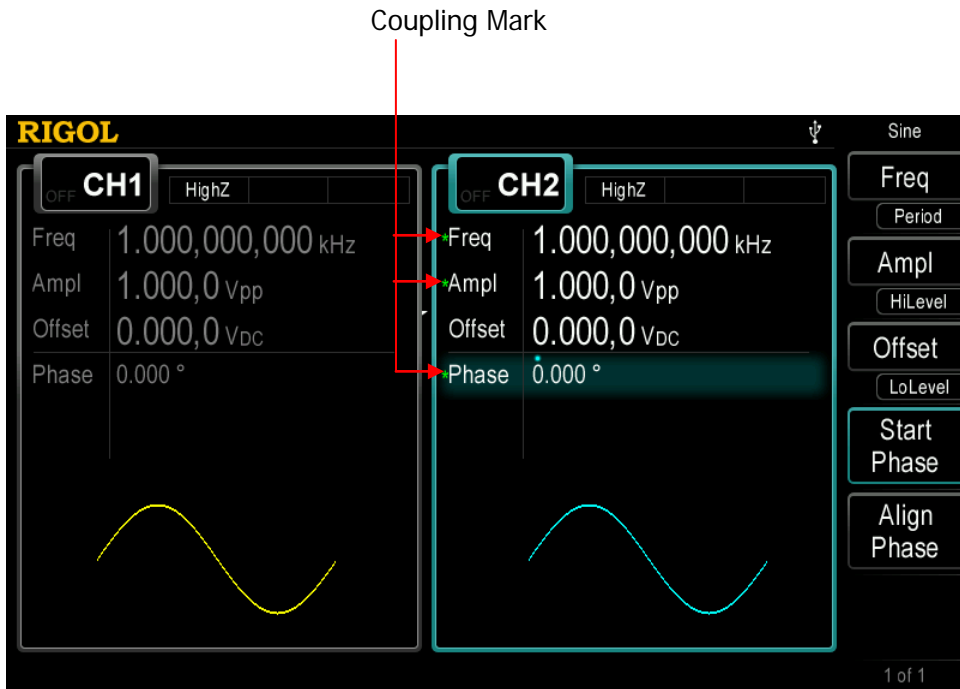 Coupling Mark
RIGOL
Sine
OFF CH1 HighZ
Freq 1.000,000,000 kHz
Ampl 1.000,0 Vpp
Offset 0.000,0 VDC
Phase 0.000 °
OFF CH2 HighZ
*Freq 1.000,000,000 kHz
*Ampl 1.000,0 Vpp
Offset 0.000,0 VDC
*Phase 0.000 °
Freq
Period
Ampl
HiLevel
Offset
LoLevel
Start
Phase
Align
Phase
1 of 1